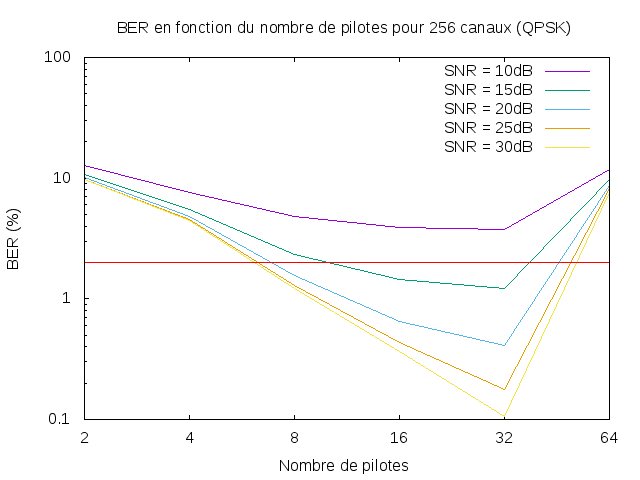 BER en fonction du nombre de pilotes pour 256 canaux (QPSK)
100
10
1
0.1
BER (%)
SNR = 10dB
SNR = 15dB
SNR = 20dB
SNR = 25dB
SNR = 30dB
2 4 8 16 32 64
Nombre de pilotes